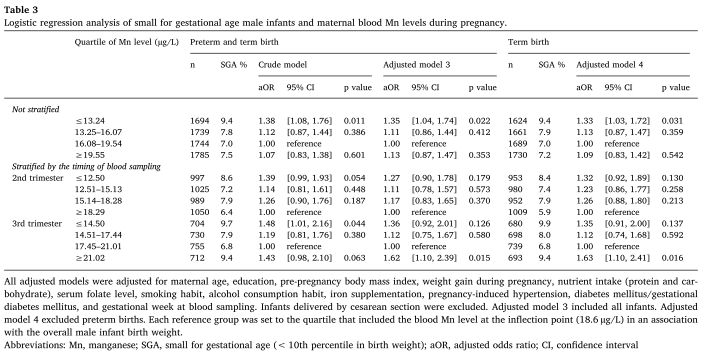 Table 3
Logistic regression analysis of small for gestational age male infants and maternal blood Mn levels during pregnancy.
Quartile of Mn level (μg/L) Preterm and term birth Term birth
n SGA % Crude model Adjusted model 3 n SGA % Adjusted model 4
aOR 95% CI p value aOR 95% CI p value aOR 95% CI p value
Not stratified
≤13.24 1694 9.4 1.38 [1.08, 1.76] 0.011 1.35 [1.04, 1.74] 0.022 1624 9.4 1.33 [1.03, 1.72] 0.031
13.25–16.07 1739 7.8 1.12 [0.87, 1.44] 0.386 1.11 [0.86, 1.44] 0.412 1661 7.9 1.13 [0.87, 1.47] 0.359
16.08–19.54 1744 7.0 1.00 reference 1.00 reference 1689 7.0 1.00 reference
≥19.55 1785 7.5 1.07 [0.83, 1.38] 0.601 1.13 [0.87, 1.47] 0.353 1730 7.2 1.09 [0.83, 1.42] 0.542
Stratified by the timing of blood sampling
2nd trimester ≤12.50 997 8.6 1.39 [0.99, 1.93] 0.054 1.27 [0.90, 1.78] 0.179 953 8.4 1.32 [0.92, 1.89] 0.130
12.51–15.13 1025 7.2 1.14 [0.81, 1.61] 0.448 1.11 [0.78, 1.57] 0.573 980 7.4 1.23 [0.86, 1.77] 0.258
15.14–18.28 989 7.9 1.26 [0.90, 1.76] 0.187 1.17 [0.83, 1.65] 0.370 952 7.9 1.26 [0.88, 1.80] 0.213
≥18.29 1050 6.4 1.00 reference 1.00 reference 1009 5.9 1.00 reference
3rd trimester ≤14.50 704 9.7 1.48 [1.01, 2.16] 0.044 1.36 [0.92, 2.01] 0.126 680 9.9 1.35 [0.91, 2.00] 0.137
14.51–17.44 730 7.9 1.19 [0.81, 1.76] 0.380 1.12 [0.75, 1.67] 0.580 698 8.0 1.12 [0.74, 1.68] 0.592
17.45–21.01 755 6.8 1.00 reference 1.00 reference 739 6.8 1.00 reference
≥21.02 712 9.4 1.43 [0.98, 2.10] 0.063 1.62 [1.10, 2.39] 0.015 693 9.4 1.63 [1.10, 2.41] 0.016
All adjusted models were adjusted for maternal age, education, pre-pregnancy body mass index, weight gain during pregnancy, nutrient intake (protein and car-
bohydrate), serum folate level, smoking habit, alcohol consumption habit, iron supplementation, pregnancy-induced hypertension, diabetes mellitus/gestational
diabetes mellitus, and gestational week at blood sampling. Infants delivered by cesarean section were excluded. Adjusted model 3 included all infants. Adjusted
model 4 excluded preterm births. Each reference group was set to the quartile that included the blood Mn level at the inflection point (18.6 μg/L) in an association
with the overall male infant birth weight.
Abbreviations: Mn, manganese; SGA, small for gestational age (< 10th percentile in birth weight); aOR, adjusted odds ratio; CI, confidence interval